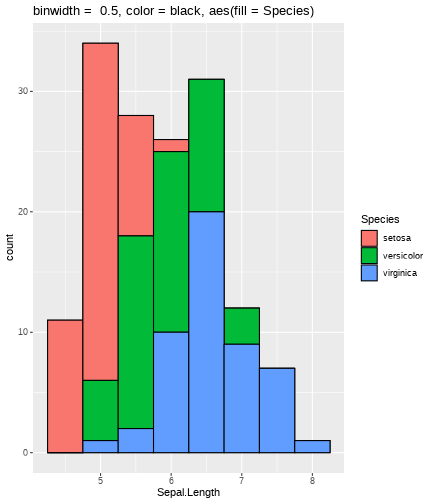 binwidth =  0.5, color = black, aes(fill = Species)
30
20
10
0
count
5 6 7 8
Sepal.Length
Species
setosa
versicolor
virginica